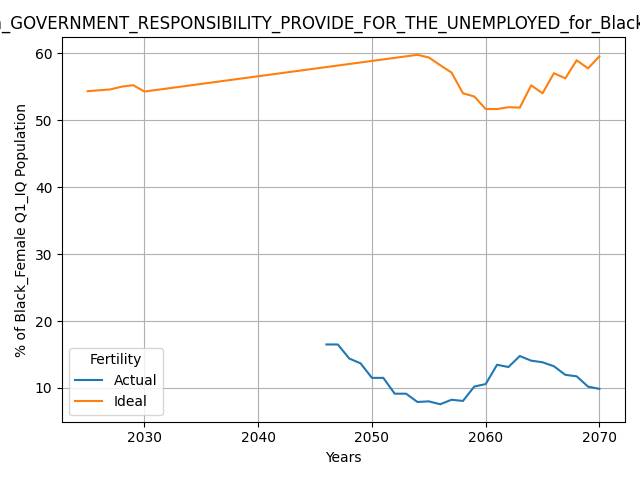 _GOVERNMENT_RESPONSIBILITY_PROVIDE_FOR_THE_UNEMPLOYED_for_Black
% of Black_Female Q1_IQ Population
60
50
40
30
20
10
Fertility
Actual
Ideal
2030 2040 2050 2060 2070
Years